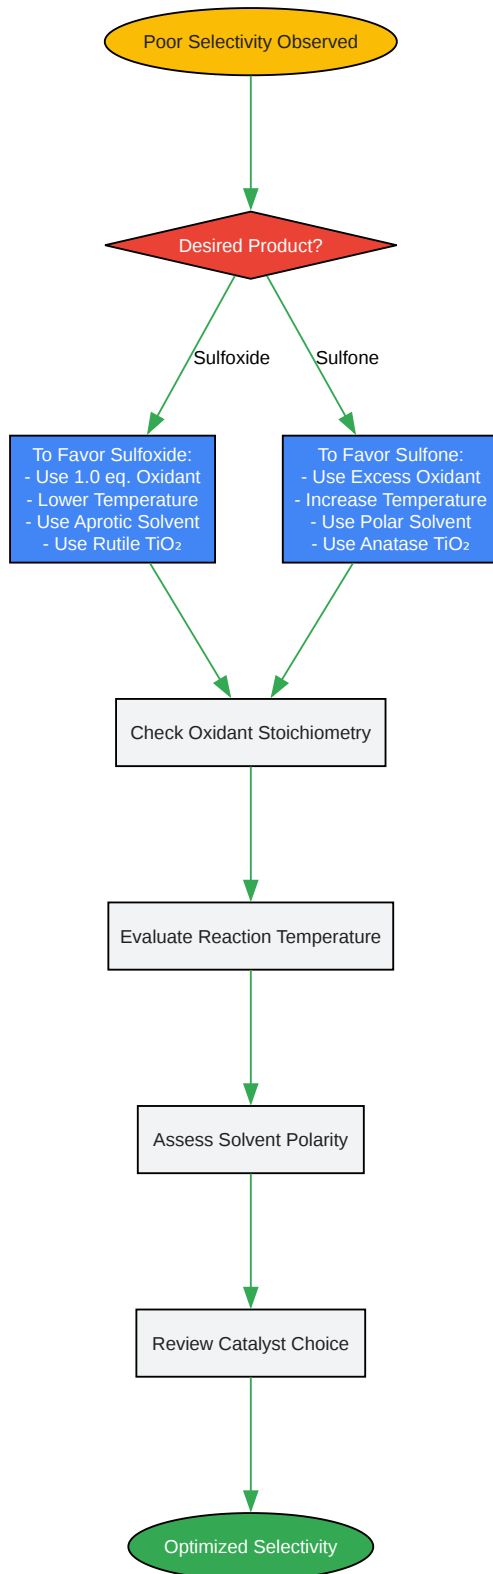 Poor Selectivity Observed
Desired Product?
Sulfoxide
Sulfone
To Favor Sulfoxide:
- Use 1.0 eq. Oxidant
- Lower Temperature
- Use Aprotic Solvent
- Use Rutile TiO₂
To Favor Sulfone:
- Use Excess Oxidant
- Increase Temperature
- Use Polar Solvent
- Use Anatase TiO₂
Check Oxidant Stoichiometry
Evaluate Reaction Temperature
Assess Solvent Polarity
Review Catalyst Choice
Optimized Selectivity